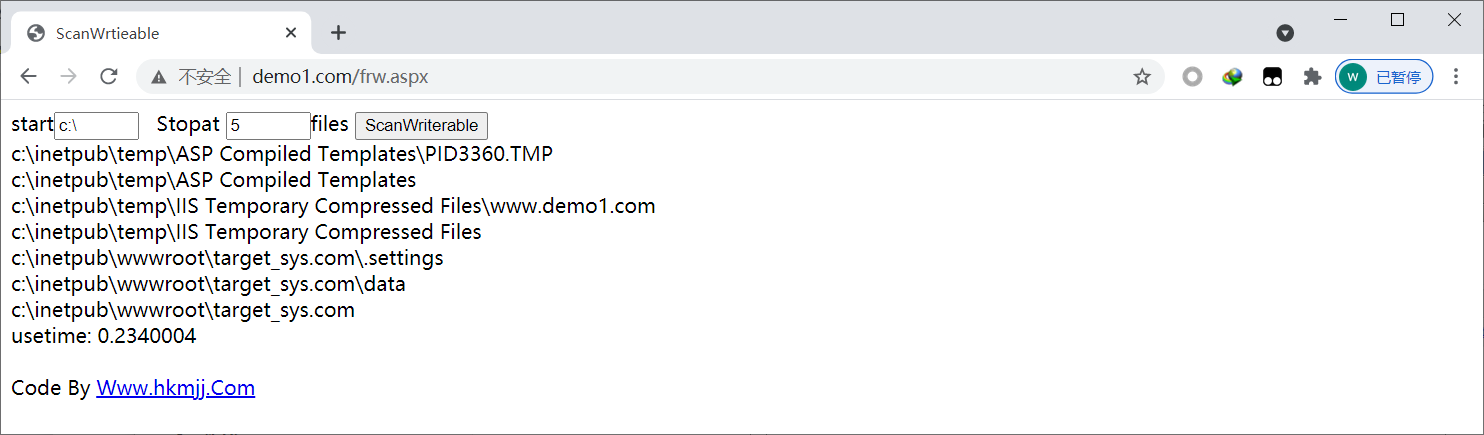 ScanWrtieable
不安全 | demo1.com/frw.aspx
W 已暂停
start c:\ Stopat 5 files ScanWriterable
c:\inetpub\temp\ASP Compiled Templates\PID3360.TMP
c:\inetpub\temp\ASP Compiled Templates
c:\inetpub\temp\IIS Temporary Compressed Files\www.demo1.com
c:\inetpub\temp\IIS Temporary Compressed Files
c:\inetpub\wwwroot\target_sys.com\.settings
c:\inetpub\wwwroot\target_sys.com\data
c:\inetpub\wwwroot\target_sys.com
usetime: 0.2340004
Code By Www.hkmjj.Com